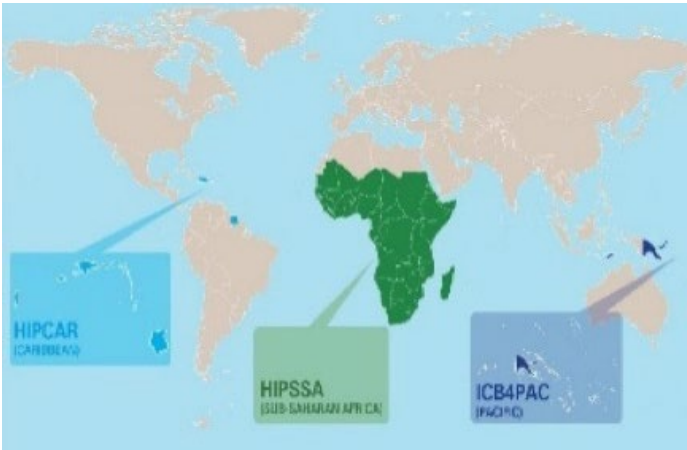 HIPCAR
(CARIBBEAN)
HIPSSA
(SUB-SAHARAN AFRICA)
ICB4PAC
(PACIFIC)